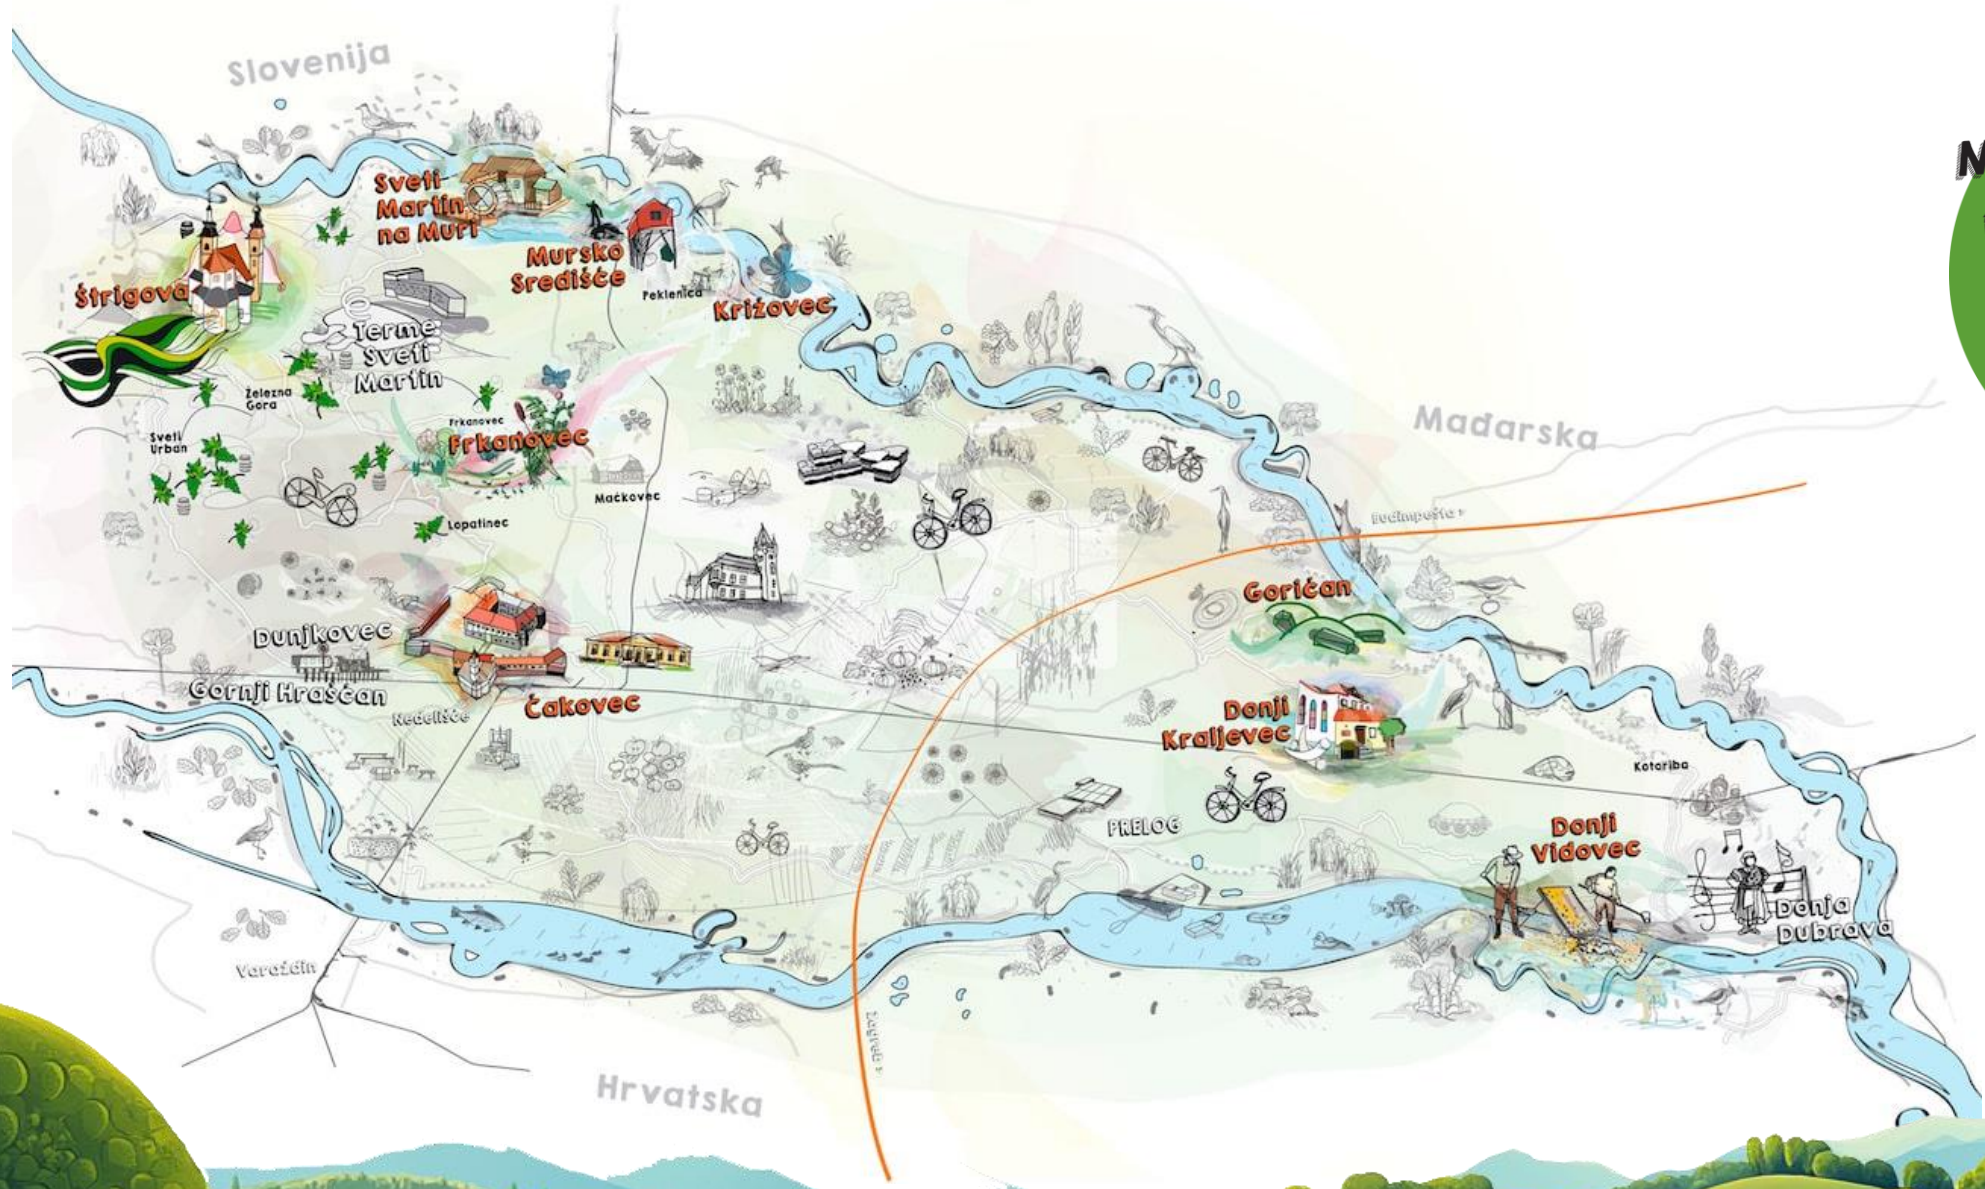 Slovenija
Sveti
Martin
na Muri
Mursko
Središće
Peklenica
Križovec
Štrigova
Terme
Sveti
Martin
Železna
Gora
Frkanovec
Frkanovec
Sveti
Urban
Mačkovec
Lopatinec
Mađarska
Budimpešta >
Goričan
Dunjkovec
Gornji Hrašćan
Nedelišće
Čakovec
Donji
Kraljevec
Kotoriba
PRELOG
Donji
Vidovec
Donja
Dubrava
Varaždin
Zagreb >
Hrvatska